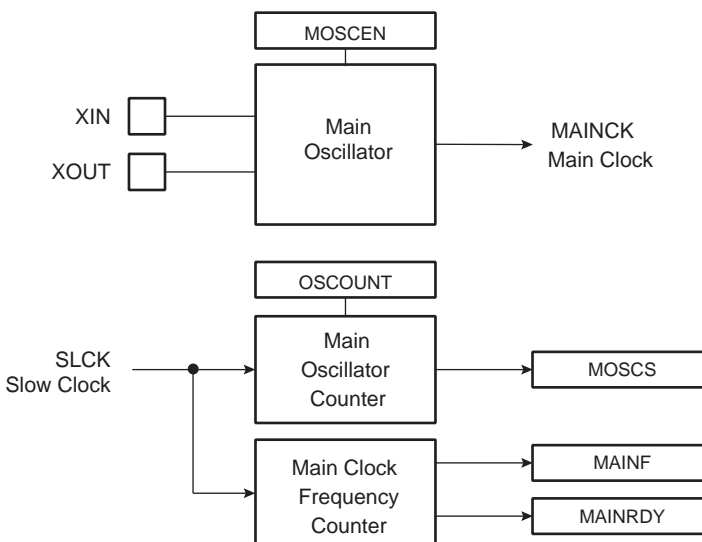 MOSCEN
XIN
XOUT
Main
Oscillator
MAINCK
Main Clock
OSCOUNT
SLCK
Slow Clock
Main
Oscillator
Counter
MOSCS
Main Clock
Frequency
Counter
MAINF
MAINRDY